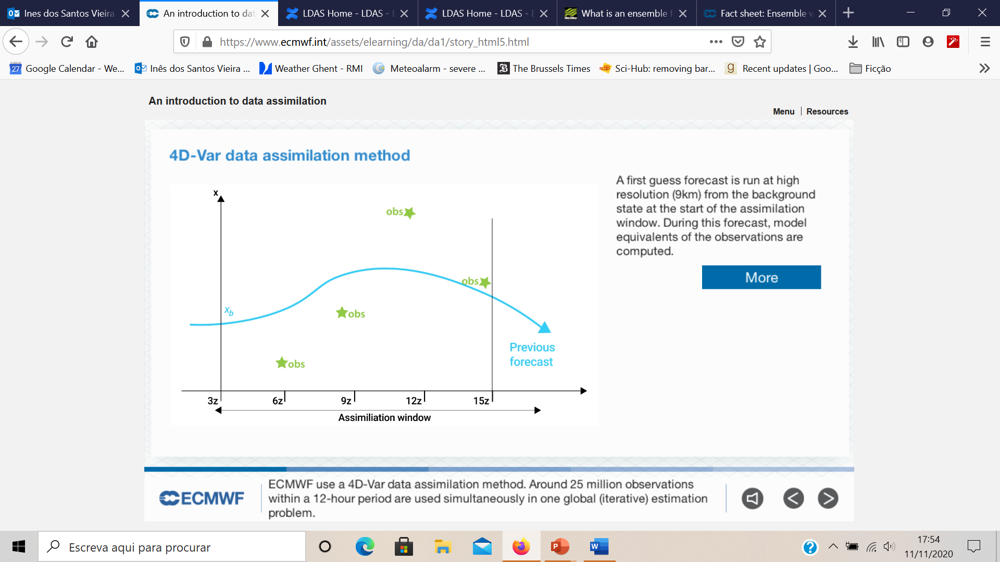 Ines dos Santos Vieira
An introduction to dat
LDAS Home - LDAS - E
LDAS Home - LDAS - E
What is an ensemble f
Fact sheet: Ensemble w
https://www.ecmwf.int/assets/elearning/da/da1/story_html5.html
27 Google Calendar - We...
Inês dos Santos Vieira ...
Weather Ghent - RMI
Meteoalarm - severe ...
The Brussels Times
Sci-Hub: removing bar...
g Recent updates | Goo...
Ficção
An introduction to data assimilation
Menu | Resources
4D-Var data assimilation method
A first guess forecast is run at high
resolution (9km) from the background
state at the start of the assimilation
window. During this forecast, model
equivalents of the observations are
computed.
More
x
obs
obs
xb
obs
obs
Previous
forecast
3z 6z 9z 12z 15z
Assimiliation window
ECMWF
ECMWF use a 4D-Var data assimilation method. Around 25 million observations
within a 12-hour period are used simultaneously in one global (iterative) estimation
problem.
Escreva aqui para procurar
17:54
11/11/2020